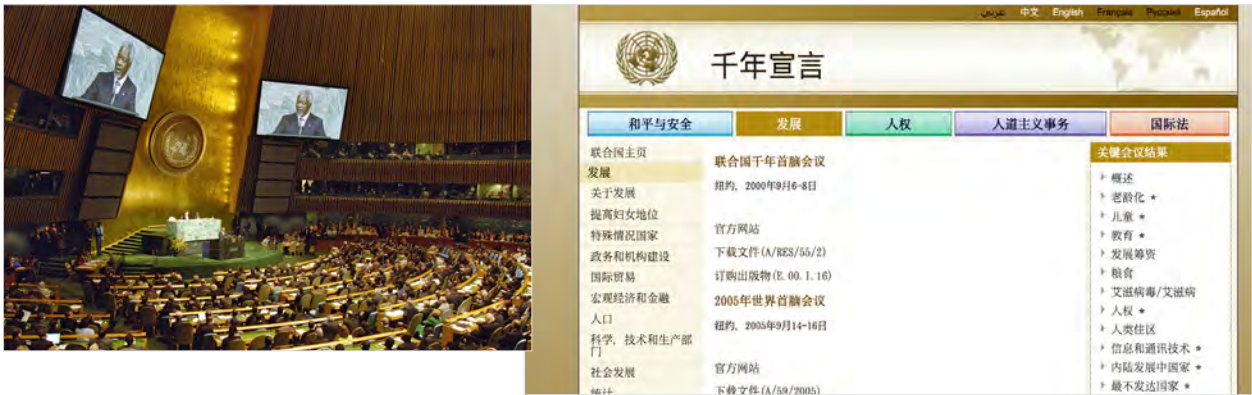 عربي 中文 English Français Русский Español
千年宣言
和平与安全 发展 人权 人道主义事务 国际法
联合国主页
发展
关于发展
提高妇女地位
特殊情况国家
政务和机构建设
国际贸易
宏观经济和金融
人口
科学, 技术和生产部
门
社会发展
统计
联合国千年首脑会议
纽约, 2000年9月6-8日
官方网站
下载文件(A/RES/55/2)
订购出版物(E.00.I.16)
2005年世界首脑会议
纽约, 2005年9月14-16日
官方网站
下载文件(A/59/2005)
关键会议结果
概述
老龄化 ★
儿童 ★
教育 ★
发展筹资
粮食
艾滋病毒/艾滋病
人权 ★
人类住区
信息和通讯技术 ★
内陆发展中国家 ★
最不发达国家 ★